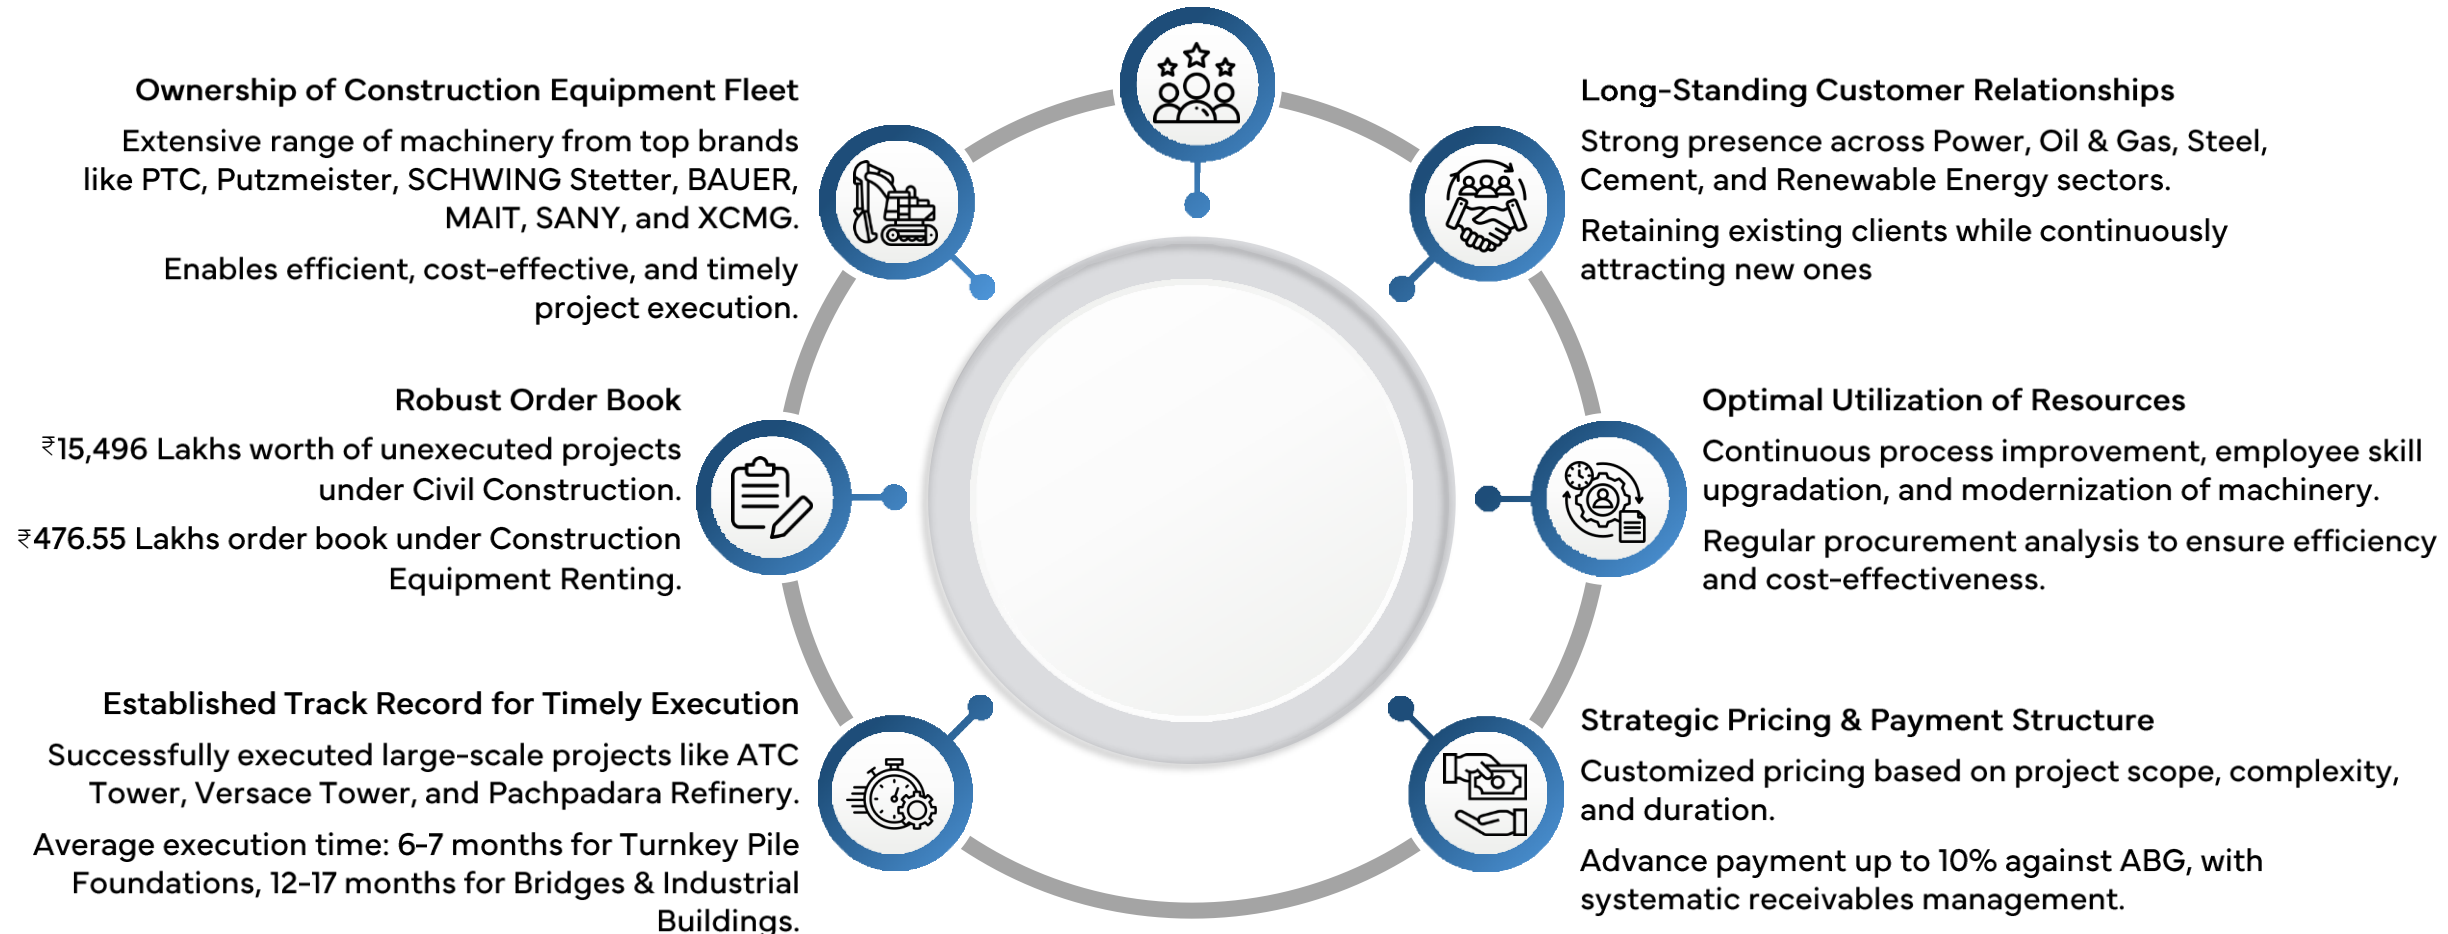 Ownership of Construction Equipment Fleet
Extensive range of machinery from top brands
like PTC, Putzmeister, SCHWING Stetter, BAUER,
MAIT, SANY, and XCMG.
Enables efficient, cost-effective, and timely
project execution.
Robust Order Book
₹15,496 Lakhs worth of unexecuted projects
under Civil Construction.
₹476.55 Lakhs order book under Construction
Equipment Renting.
Established Track Record for Timely Execution
Successfully executed large-scale projects like ATC
Tower, Versace Tower, and Pachpadara Refinery.
Average execution time: 6-7 months for Turnkey Pile
Foundations, 12-17 months for Bridges & Industrial
Buildings.
Long-Standing Customer Relationships
Strong presence across Power, Oil & Gas, Steel,
Cement, and Renewable Energy sectors.
Retaining existing clients while continuously
attracting new ones
Optimal Utilization of Resources
Continuous process improvement, employee skill
upgradation, and modernization of machinery.
Regular procurement analysis to ensure efficiency
and cost-effectiveness.
Strategic Pricing & Payment Structure
Customized pricing based on project scope, complexity,
and duration.
Advance payment up to 10% against ABG, with
systematic receivables management.